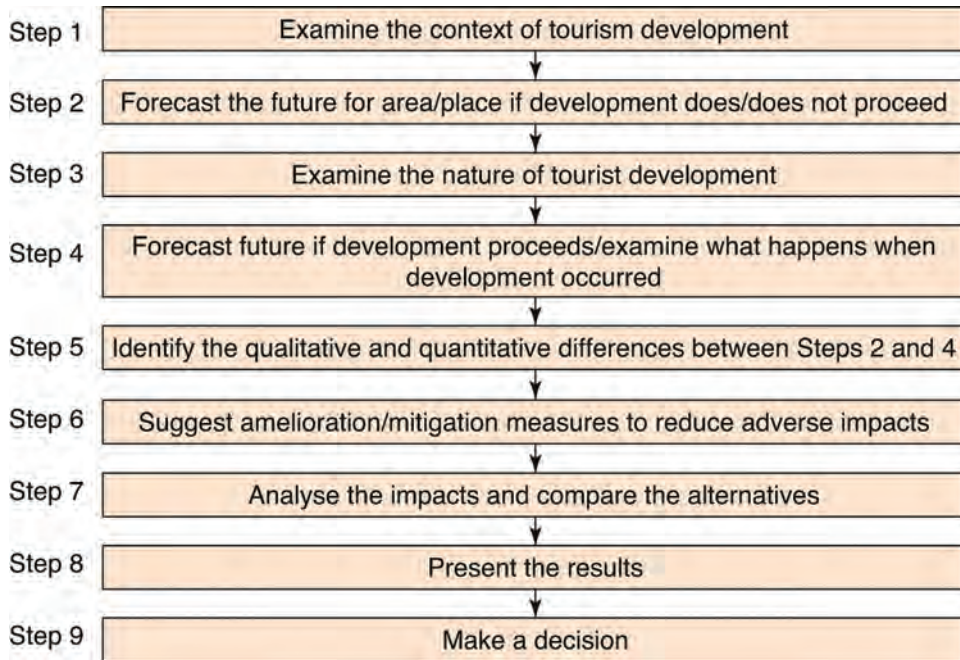 Step 1 Examine the context of tourism development
Step 2 Forecast the future for area/place if development does/does not proceed
Step 3 Examine the nature of tourist development
Step 4 Forecast future if development proceeds/examine what happens when
development occurred
Step 5 Identify the qualitative and quantitative differences between Steps 2 and 4
Step 6 Suggest amelioration/mitigation measures to reduce adverse impacts
Step 7 Analyse the impacts and compare the alternatives
Step 8 Present the results
Step 9 Make a decision